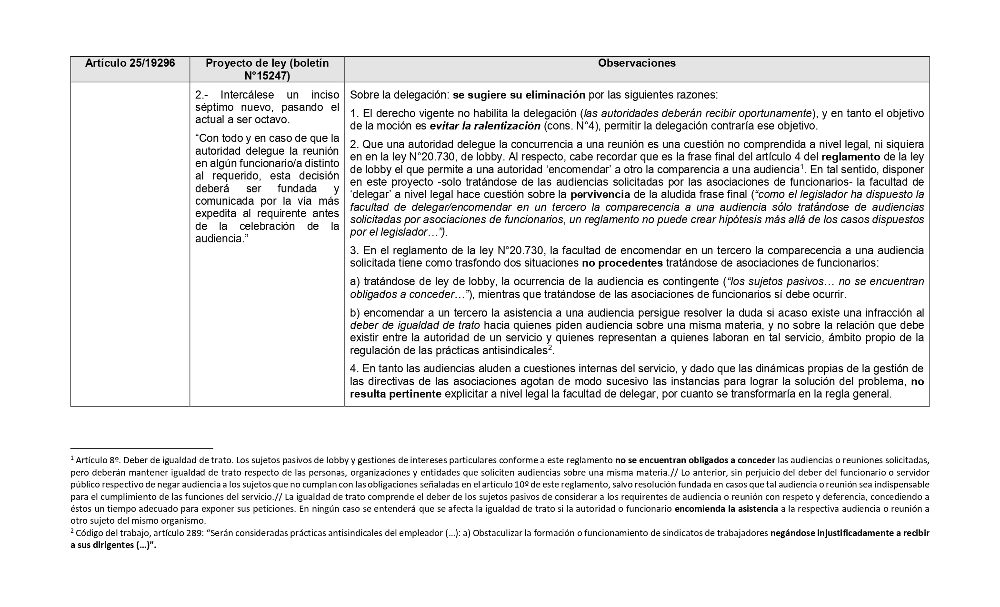 Artículo 25/19296
Proyecto de ley (boletín
N°15247)
Observaciones
2.- Intercálese un inciso
séptimo nuevo, pasando el
actual a ser octavo.
“Con todo y en caso de que la
autoridad delegue la reunión
en algún funcionario/a distinto
al requerido, esta decisión
deberá ser fundada y
comunicada por la vía más
expedita al requirente antes
de la celebración de la
audiencia.”
Sobre la delegación: se sugiere su eliminación por las siguientes razones:
1. El derecho vigente no habilita la delegación (las autoridades deberán recibir oportunamente), y en tanto el objetivo
de la moción es evitar la ralentización (cons. N°4), permitir la delegación contraría ese objetivo.
2. Que una autoridad delegue la concurrencia a una reunión es una cuestión no comprendida a nivel legal, ni siquiera
en en la ley N°20.730, de lobby. Al respecto, cabe recordar que es la frase final del artículo 4 del reglamento de la ley
de lobby el que permite a una autoridad ‘encomendar’ a otro la comparencia a una audiencia1. En tal sentido, disponer
en este proyecto -solo tratándose de las audiencias solicitadas por las asociaciones de funcionarios- la facultad de
‘delegar’ a nivel legal hace cuestión sobre la pervivencia de la aludida frase final (“como el legislador ha dispuesto la
facultad de delegar/encomendar en un tercero la comparecencia a una audiencia sólo tratándose de audiencias
solicitadas por asociaciones de funcionarios, un reglamento no puede crear hipótesis más allá de los casos dispuestos
por el legislador…”).
3. En el reglamento de la ley N°20.730, la facultad de encomendar en un tercero la comparecencia a una audiencia
solicitada tiene como trasfondo dos situaciones no procedentes tratándose de asociaciones de funcionarios:
a) tratándose de ley de lobby, la ocurrencia de la audiencia es contingente (“los sujetos pasivos… no se encuentran
obligados a conceder…”), mientras que tratándose de las asociaciones de funcionarios sí debe ocurrir.
b) encomendar a un tercero la asistencia a una audiencia persigue resolver la duda si acaso existe una infracción al
deber de igualdad de trato hacia quienes piden audiencia sobre una misma materia, y no sobre la relación que debe
existir entre la autoridad de un servicio y quienes representan a quienes laboran en tal servicio, ámbito propio de la
regulación de las prácticas antisindicales2.
4. En tanto las audiencias aluden a cuestiones internas del servicio, y dado que las dinámicas propias de la gestión de
las directivas de las asociaciones agotan de modo sucesivo las instancias para lograr la solución del problema, no
resulta pertinente explicitar a nivel legal la facultad de delegar, por cuanto se transformaría en la regla general.
1 Artículo 8º. Deber de igualdad de trato. Los sujetos pasivos de lobby y gestiones de intereses particulares conforme a este reglamento no se encuentran obligados a conceder las audiencias o reuniones solicitadas,
pero deberán mantener igualdad de trato respecto de las personas, organizaciones y entidades que soliciten audiencias sobre una misma materia.// Lo anterior, sin perjuicio del deber del funcionario o servidor
público respectivo de negar audiencia a los sujetos que no cumplan con las obligaciones señaladas en el artículo 10º de este reglamento, salvo resolución fundada en casos que tal audiencia o reunión sea indispensable
para el cumplimiento de las funciones del servicio.// La igualdad de trato comprende el deber de los sujetos pasivos de considerar a los requirentes de audiencia o reunión con respeto y deferencia, concediendo a
éstos un tiempo adecuado para exponer sus peticiones. En ningún caso se entenderá que se afecta la igualdad de trato si la autoridad o funcionario encomienda la asistencia a la respectiva audiencia o reunión a
otro sujeto del mismo organismo.
2 Código del trabajo, artículo 289: “Serán consideradas prácticas antisindicales del empleador (…): a) Obstaculizar la formación o funcionamiento de sindicatos de trabajadores negándose injustificadamente a recibir
a sus dirigentes (…)”.